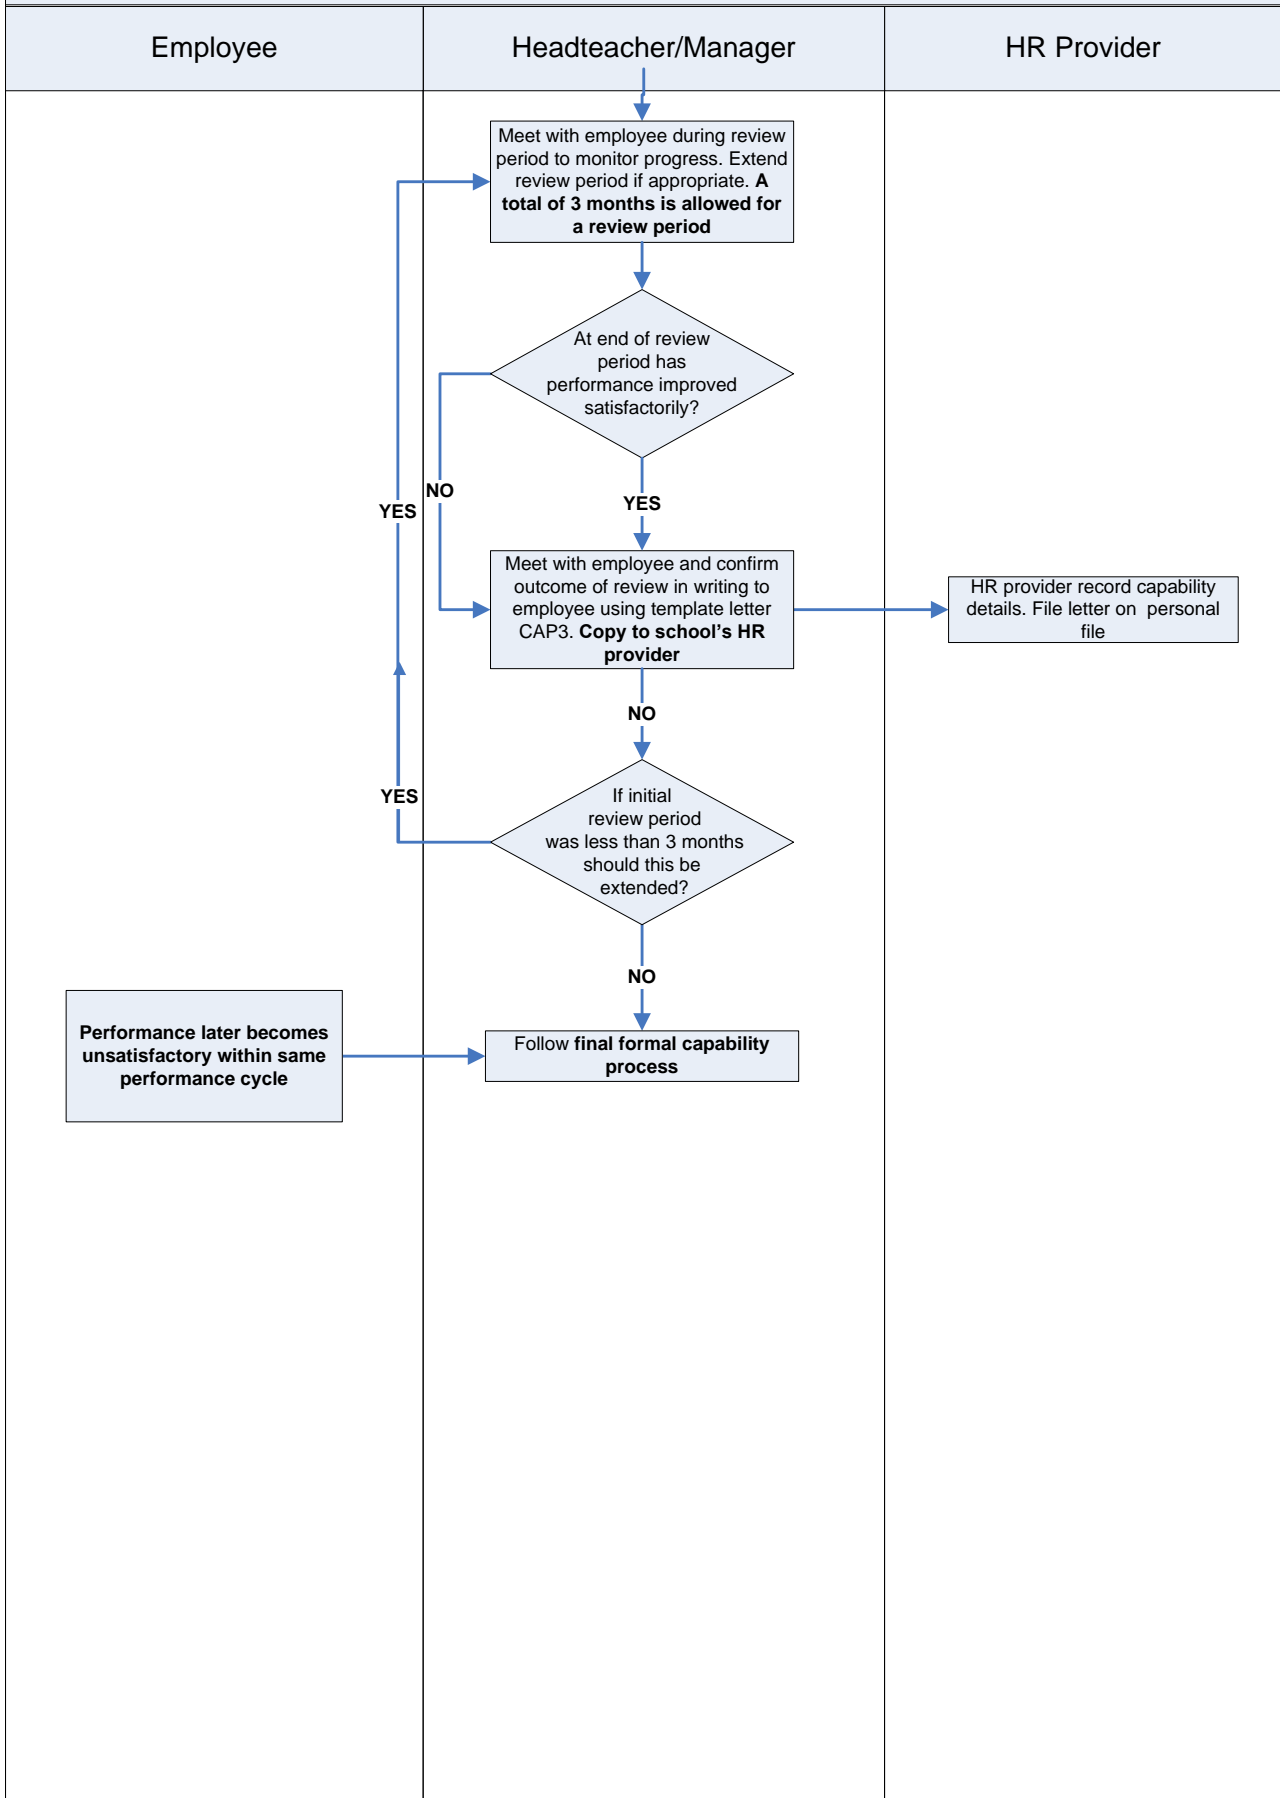 Employee
Headteacher/Manager
HR Provider
Meet with employee during review
period to monitor progress. Extend
review period if appropriate. A
total of 3 months is allowed for
a review period
At end of review
period has
performance improved
satisfactorily?
NO
YES
YES
Meet with employee and confirm
outcome of review in writing to
employee using template letter
CAP3. Copy to school’s HR
provider
HR provider record capability
details. File letter on personal
file
NO
YES
If initial
review period
was less than 3 months
should this be
extended?
NO
Performance later becomes
unsatisfactory within same
performance cycle
Follow final formal capability
process